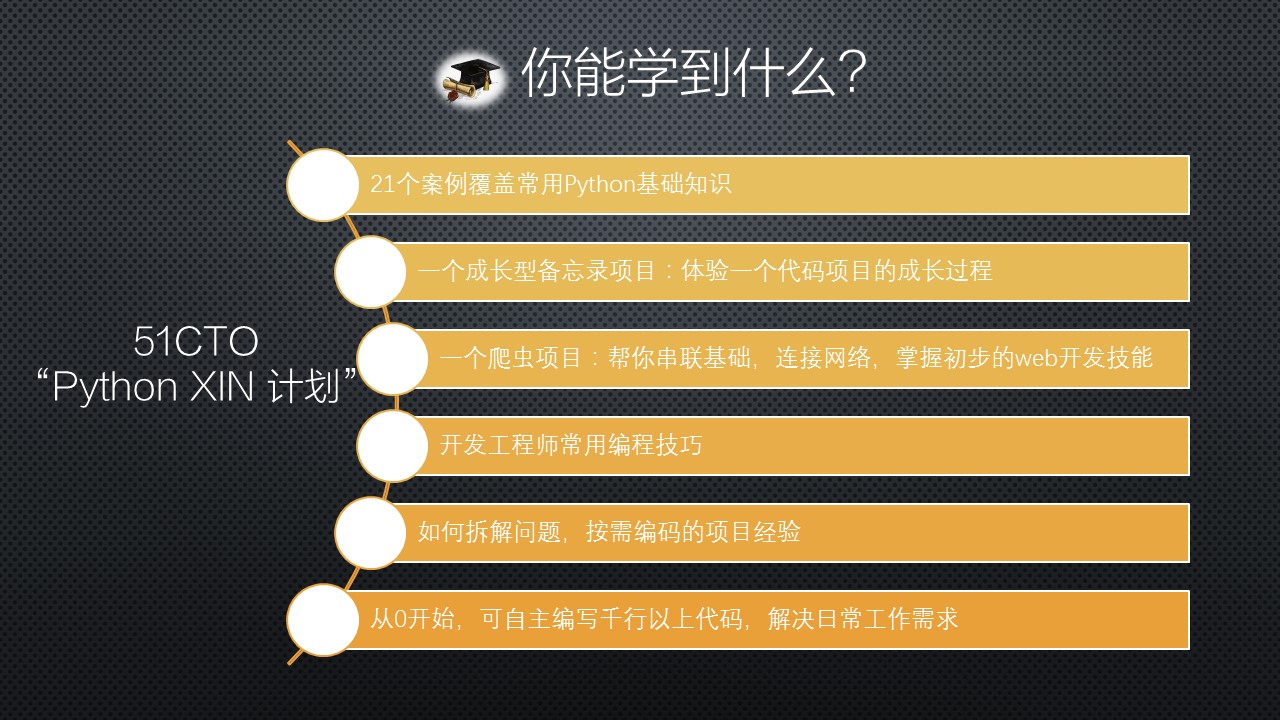 你能学到什么?
51CTO
“Python XIN 计划”
21个案例覆盖常用Python基础知识
一个成长型备忘录项目：体验一个代码项目的成长过程
一个爬虫项目：帮你串联基础，连接网络，掌握初步的web开发技能
开发工程师常用编程技巧
如何拆解问题，按需编码的项目经验
从0开始，可自主编写千行以上代码，解决日常工作需求